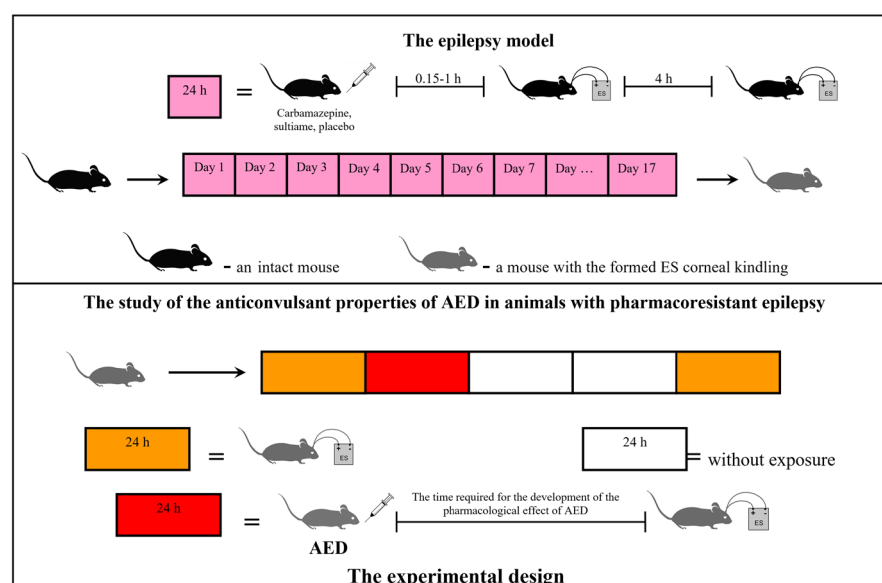 The epilepsy model
24 h
=
Carbamazepine,
sultiame, placebo
0.15-1 h
+ -
ES
4 h
+ -
ES
Day 1 Day 2 Day 3 Day 4 Day 5 Day 6 Day 7 Day … Day 17
- an intact mouse
- a mouse with the formed ES corneal kindling
The study of the anticonvulsant properties of AED in animals with pharmacoresistant epilepsy
24 h
=
+ -
ES
24 h
= without exposure
24 h
=
AED
The time required for the development of the
pharmacological effect of AED
+ -
ES
The experimental design